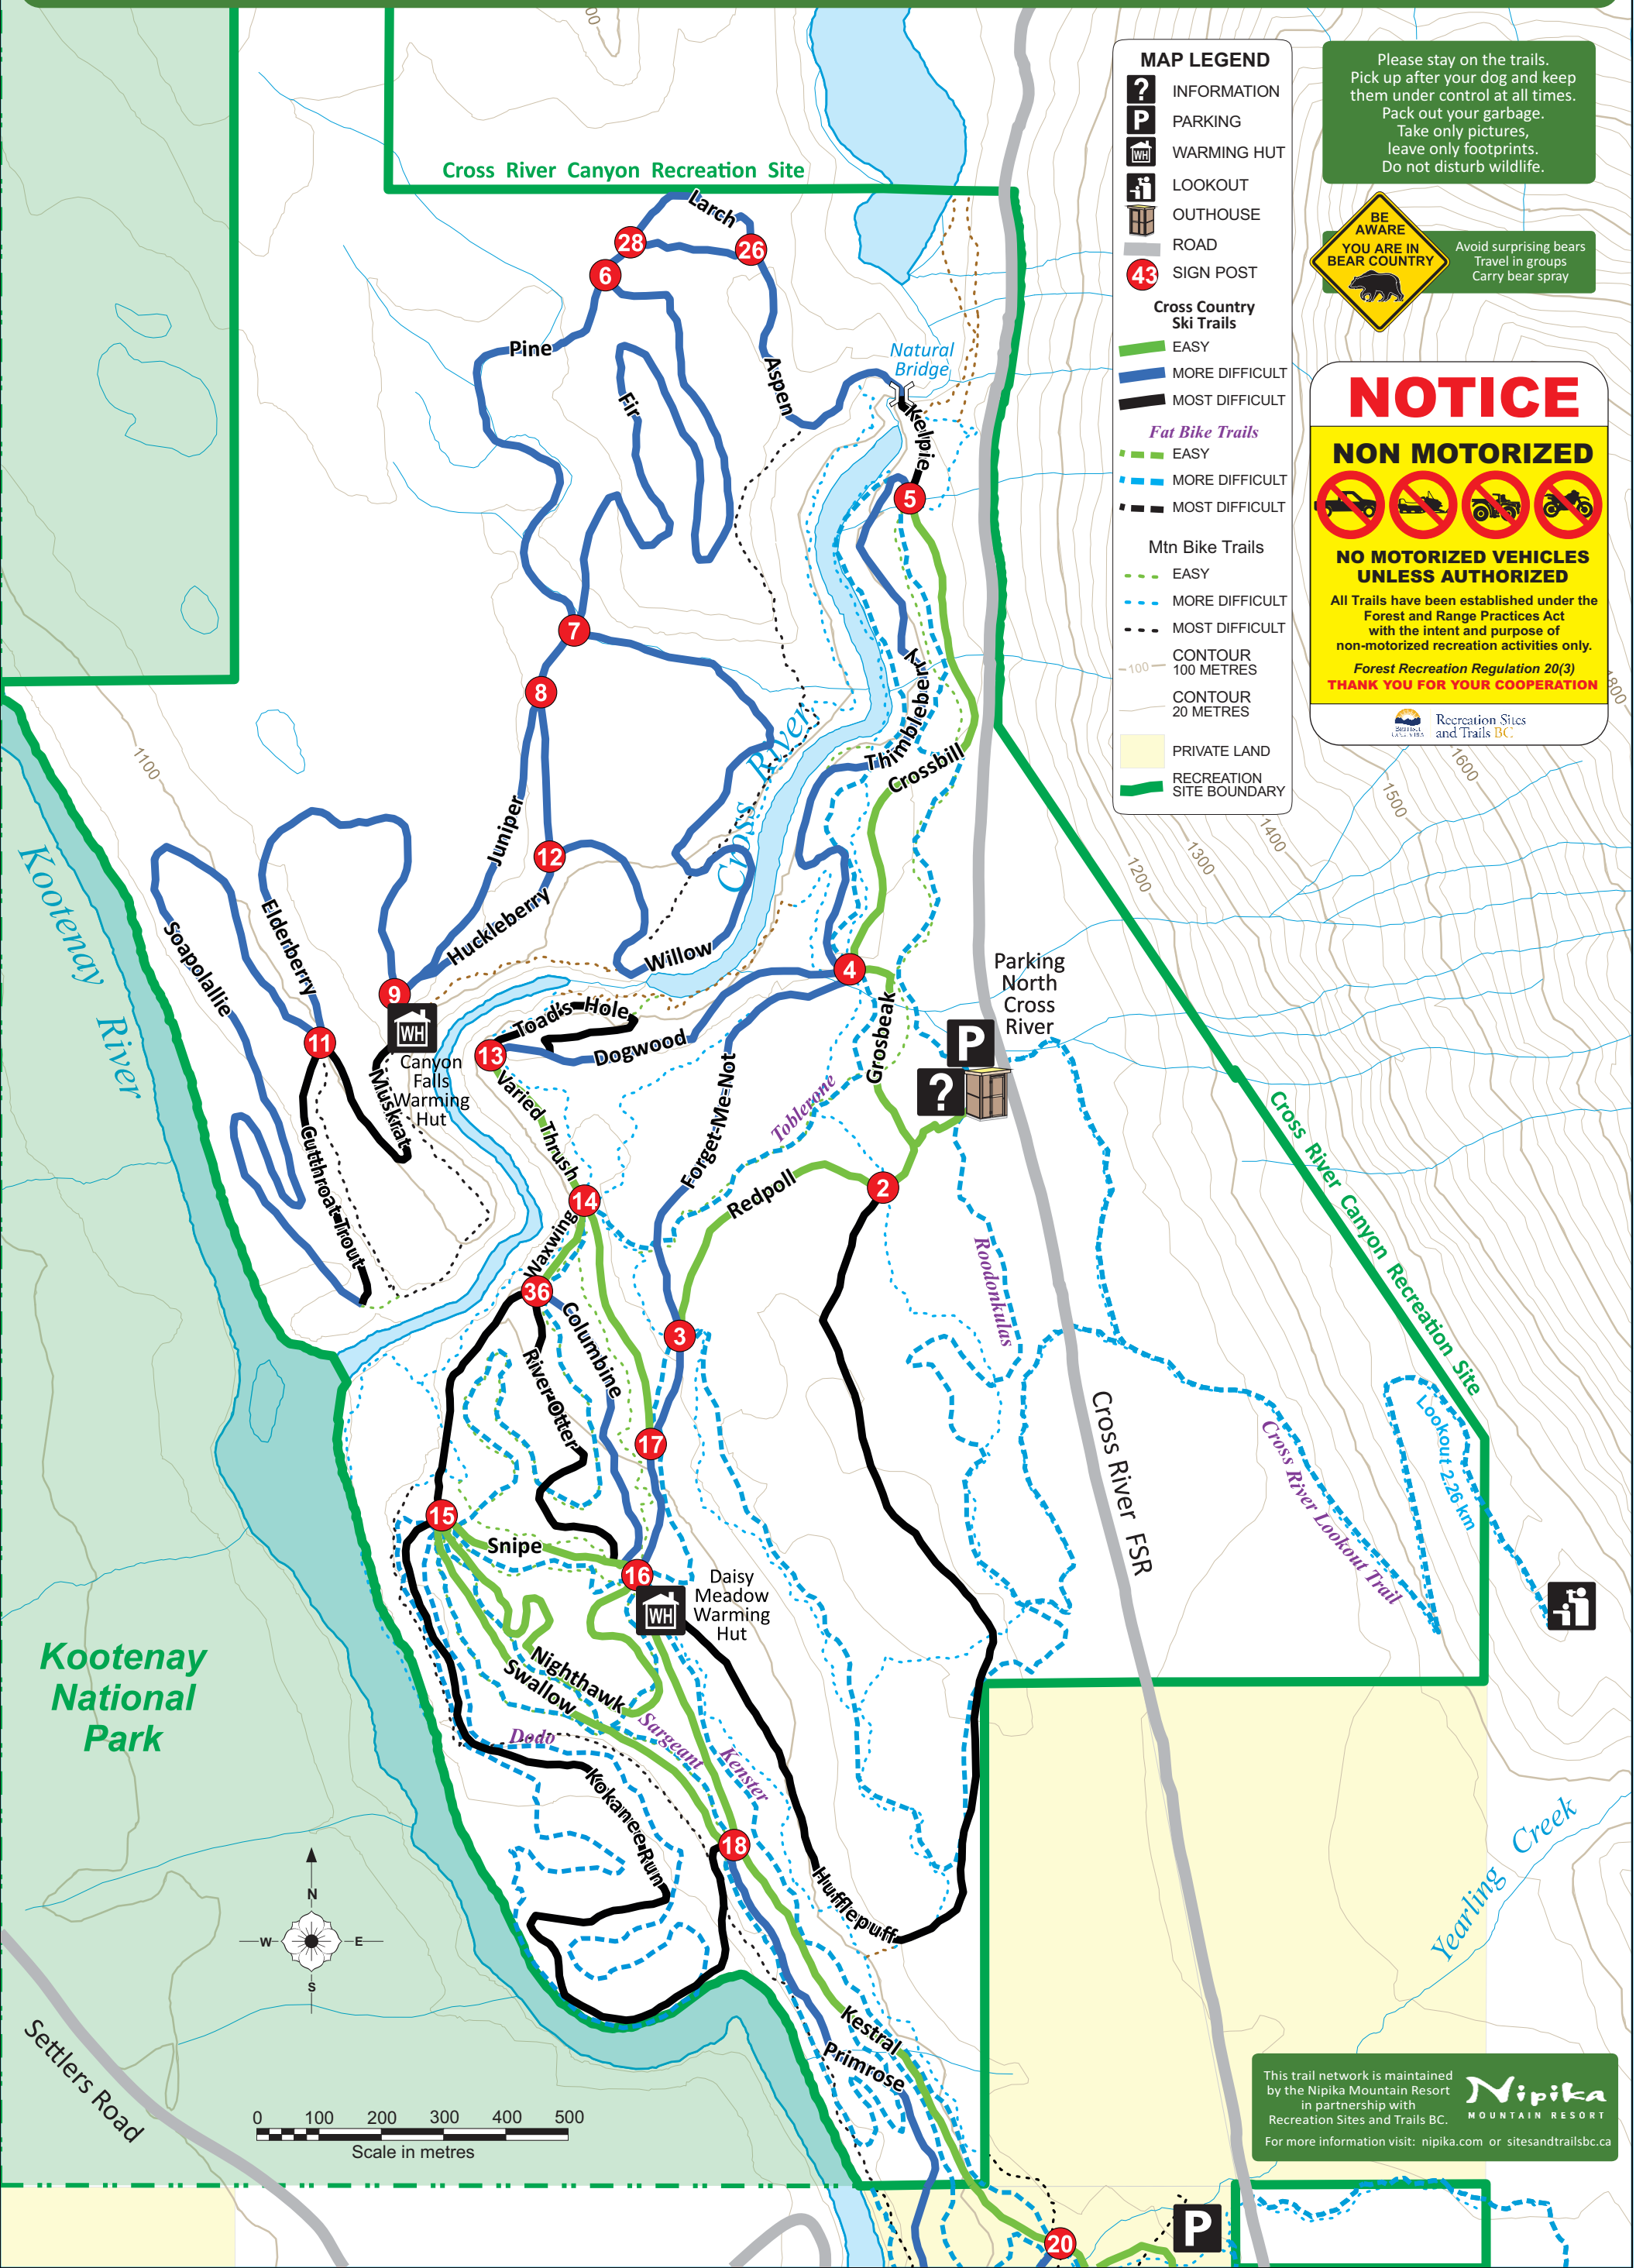 Cross River Canyon Recreation Site
MAP LEGEND
? INFORMATION
P PARKING
WH WARMING HUT
LOOKOUT
OUTHOUSE
ROAD
43 SIGN POST
Cross Country
Ski Trails
EASY
MORE DIFFICULT
MOST DIFFICULT
Fat Bike Trails
EASY
MORE DIFFICULT
MOST DIFFICULT
Mtn Bike Trails
EASY
MORE DIFFICULT
MOST DIFFICULT
100
CONTOUR
100 METRES
CONTOUR
20 METRES
PRIVATE LAND
RECREATION
SITE BOUNDARY
Please stay on the trails.
Pick up after your dog and keep
them under control at all times.
Pack out your garbage.
Take only pictures,
leave only footprints.
Do not disturb wildlife.
BE
AWARE
YOU ARE IN
BEAR COUNTRY
Avoid surprising bears
Travel in groups
Carry bear spray
NOTICE
NON MOTORIZED
NO MOTORIZED VEHICLES
UNLESS AUTHORIZED
All Trails have been established under the
Forest and Range Practices Act
with the intent and purpose of
non-motorized recreation activities only.
Forest Recreation Regulation 20(3)
THANK YOU FOR YOUR COOPERATION
BRITISH
COLUMBIA
Recreation Sites
and Trails BC
Larch
28
26
6
Pine
Fir
Aspen
Natural
Bridge
Kelpie
5
7
8
Thimbleberry
Crossbill
Cross River
Juniper
12
Huckleberry
Willow
1100
1200
1300
1400
1500
1600
1800
Kootenay River
Soapolallie
Elderberry
9
WH
Canyon
Falls
Warming
Hut
11
Muskrat
Cutthroat Trout
Toad's Hole
13
Dogwood
4
Grosbeak
Parking
North
Cross
River
P
?
Varied Thrush
Forget-Me-Not
Toblerone
Redpoll
2
14
Waxwing
36
Columbine
River Otter
3
17
Roodonkulas
Cross River FSR
Cross River Canyon Recreation Site
Cross River Lookout Trail
Lookout 2.26 km
15
Snipe
16
WH
Daisy
Meadow
Warming
Hut
Nighthawk
Swallow
Sargeant
Kenster
Dodo
Kokanee Run
18
Hufflepuff
Kestral
Primrose
Kootenay
National
Park
N
W
E
S
Settlers Road
0 100 200 300 400 500
Scale in metres
Yearling Creek
This trail network is maintained
by the Nipika Mountain Resort
in partnership with
Recreation Sites and Trails BC.
Nipika
MOUNTAIN RESORT
For more information visit: nipika.com or sitesandtrailsbc.ca
P
20